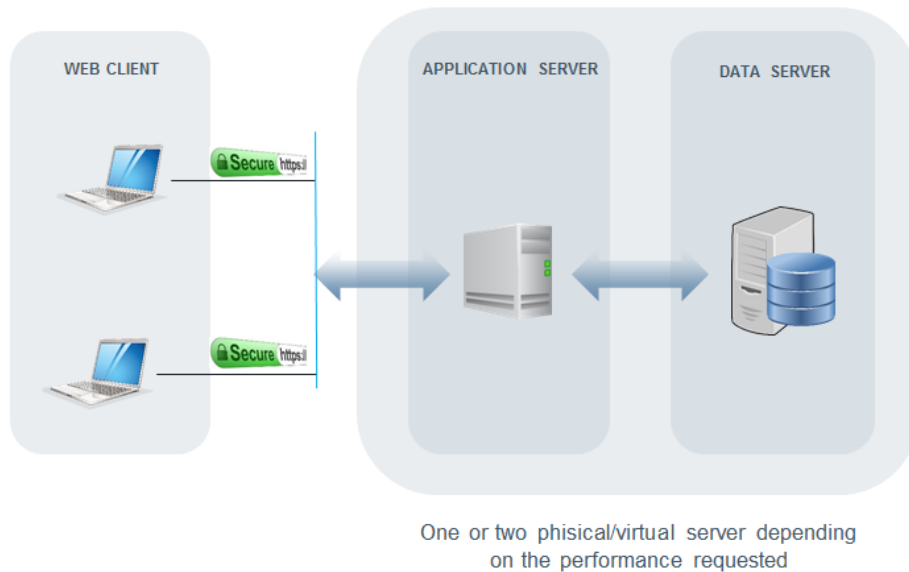 WEB CLIENT
APPLICATION SERVER
DATA SERVER
Secure https://
Secure https://
One or two phisical/virtual server depending
on the performance requested